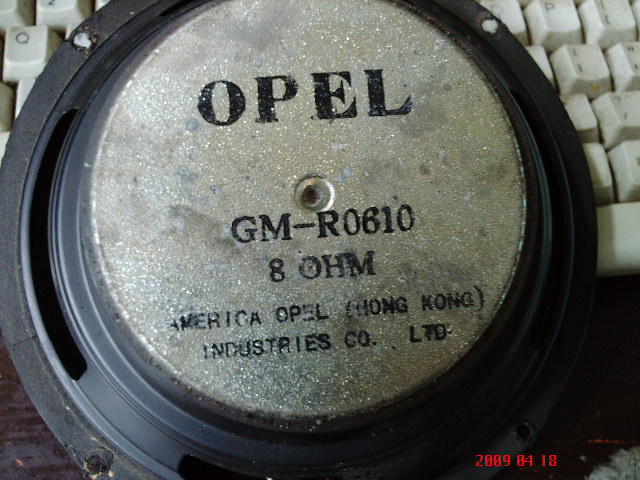 OPEL
GM-R0610
8 OHM
AMERICA OPEL (HONG KONG)
INDUSTRIES CO. LTD
Q
2009 04 18